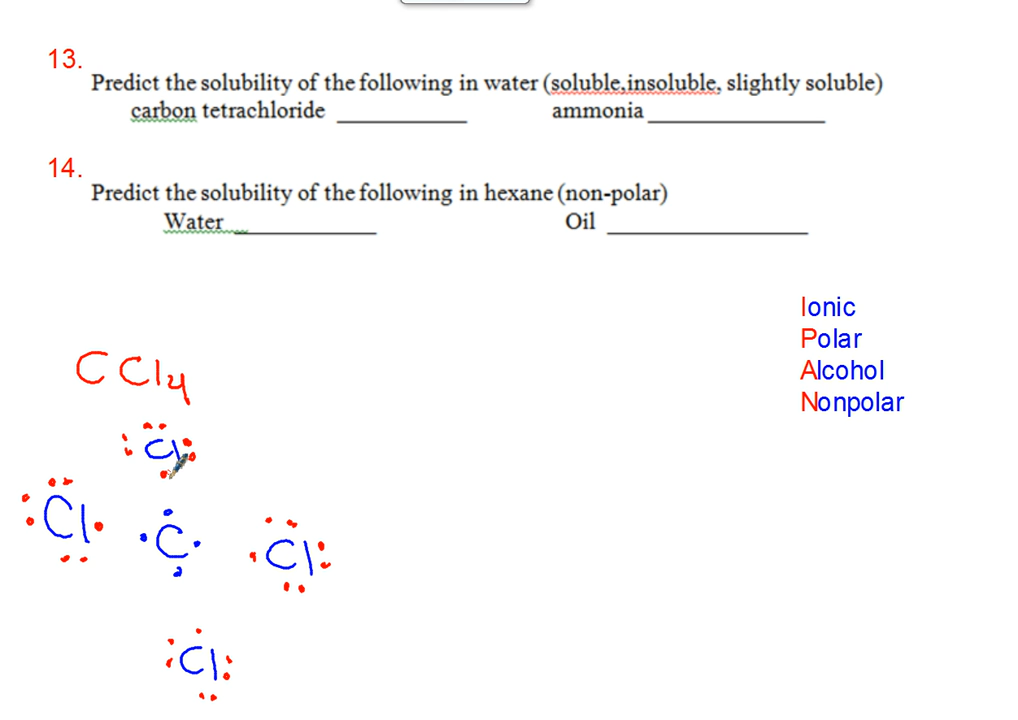 13.
Predict the solubility of the following in water (soluble,insoluble, slightly soluble)
carbon tetrachloride __________ ammonia ______________
14.
Predict the solubility of the following in hexane (non-polar)
Water ___________ Oil ________________
Ionic
Polar
Alcohol
Nonpolar
CCl4
Cl
Cl C Cl
Cl